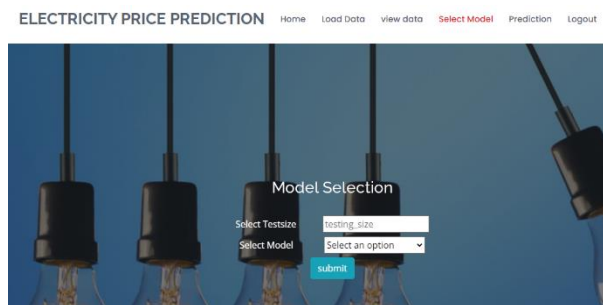 ELECTRICITY PRICE PREDICTION Home Load Data view data Select Model Prediction Logout
Model Selection
Select Testsize testing_size
Select Model Select an option
submit